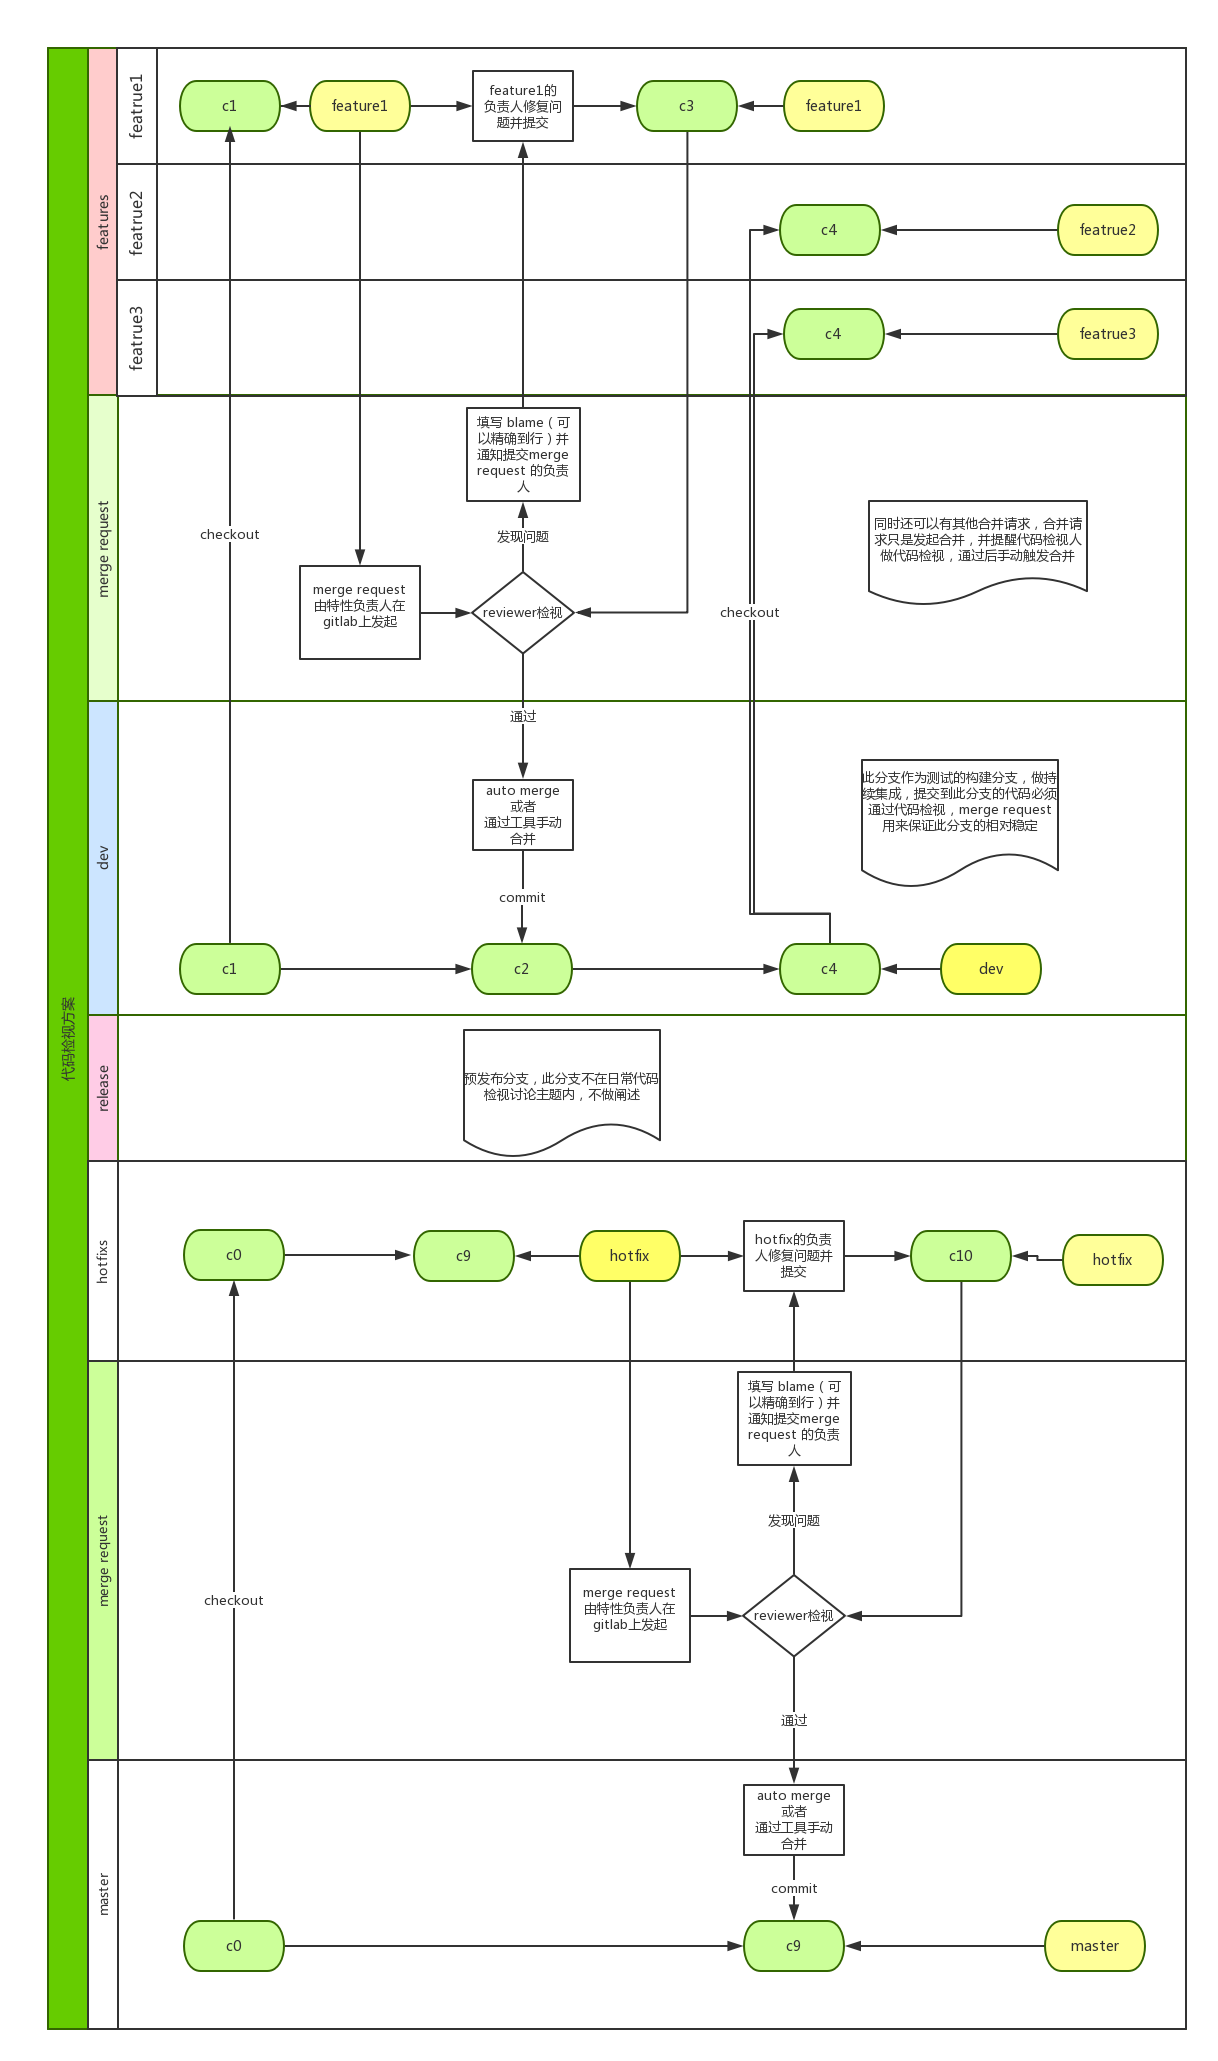 代码检视方案
features
featrue1
c1
feature1
feature1的
负责人修复问
题并提交
c3
feature1
featrue2
c4
featrue2
featrue3
c4
featrue3
merge request
checkout
填写 blame（可
以精确到行）并
通知提交merge
request 的负责
人
发现问题
merge request
由特性负责人在
gitlab上发起
reviewer检视
checkout
同时还可以有其他合并请求，合并请
求只是发起合并，并提醒代码检视人
做代码检视，通过后手动触发合并
dev
通过
auto merge
或者
通过工具手动
合并
commit
此分支作为测试的构建分支，做持
续集成，提交到此分支的代码必须
通过代码检视，merge request
用来保证此分支的相对稳定
c1
c2
c4
dev
release
预发布分支，此分支不在日常代码
检视讨论主题内，不做阐述
hotfixs
c0
c9
hotfix
hotfix的负责
人修复问题并
提交
c10
hotfix
merge request
填写 blame（可
以精确到行）并
通知提交merge
request 的负责
人
发现问题
checkout
merge request
由特性负责人在
gitlab上发起
reviewer检视
通过
master
auto merge
或者
通过工具手动
合并
commit
c0
c9
master